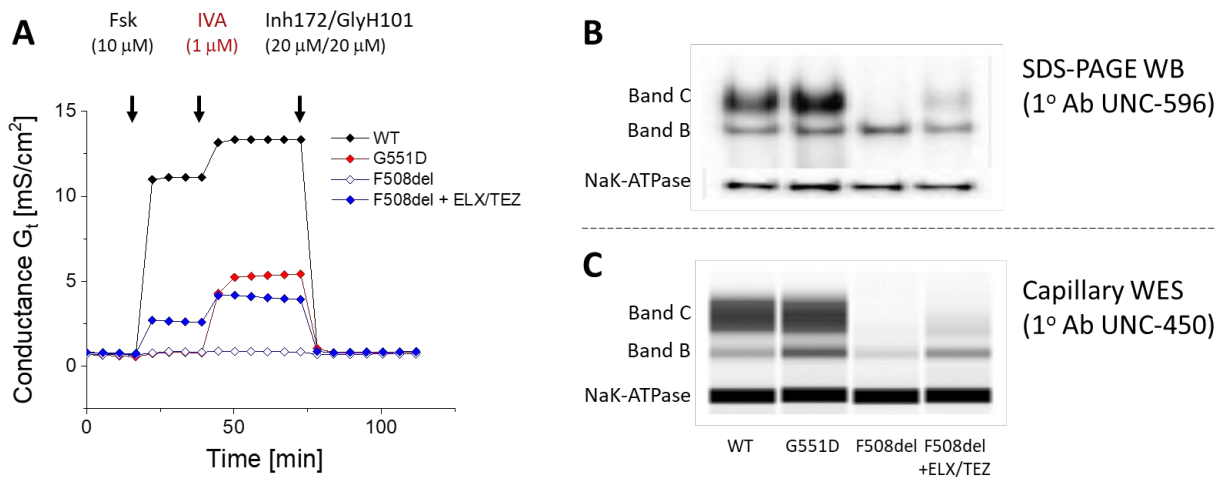 A
Fsk
(10 μM)
IVA
(1 μM)
Inh172/GlyH101
(20 μM/20 μM)
Conductance Gt [mS/cm2]
15
10
5
0
WT
G551D
F508del
F508del + ELX/TEZ
0
50
100
Time [min]
B
Band C
Band B
NaK-ATPase
SDS-PAGE WB
(1o Ab UNC-596)
C
Band C
Band B
NaK-ATPase
Capillary WES
(1o Ab UNC-450)
WT
G551D
F508del
F508del
+ELX/TEZ